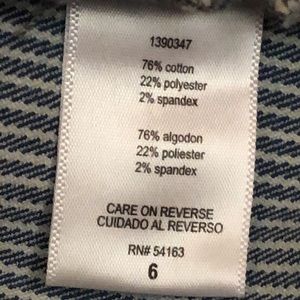 1390347
76% cotton
22% polyester
2% spandex
76% algodon
22% poliester
2% spandex
CARE ON REVERSE
CUIDADO AL REVERSO
RN# 54163
6